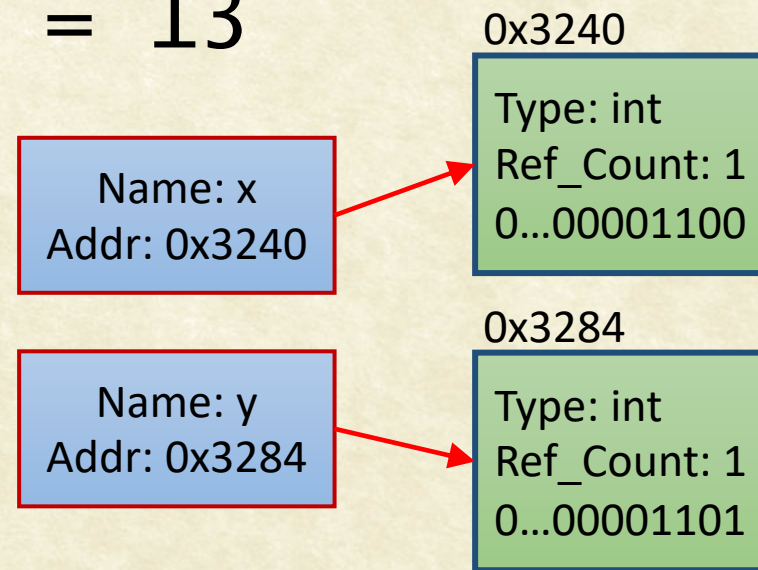 = 13
0x3240
Type: int
Ref_Count: 1
0...00001100
Name: x
Addr: 0x3240
0x3284
Type: int
Ref_Count: 1
0...00001101
Name: y
Addr: 0x3284